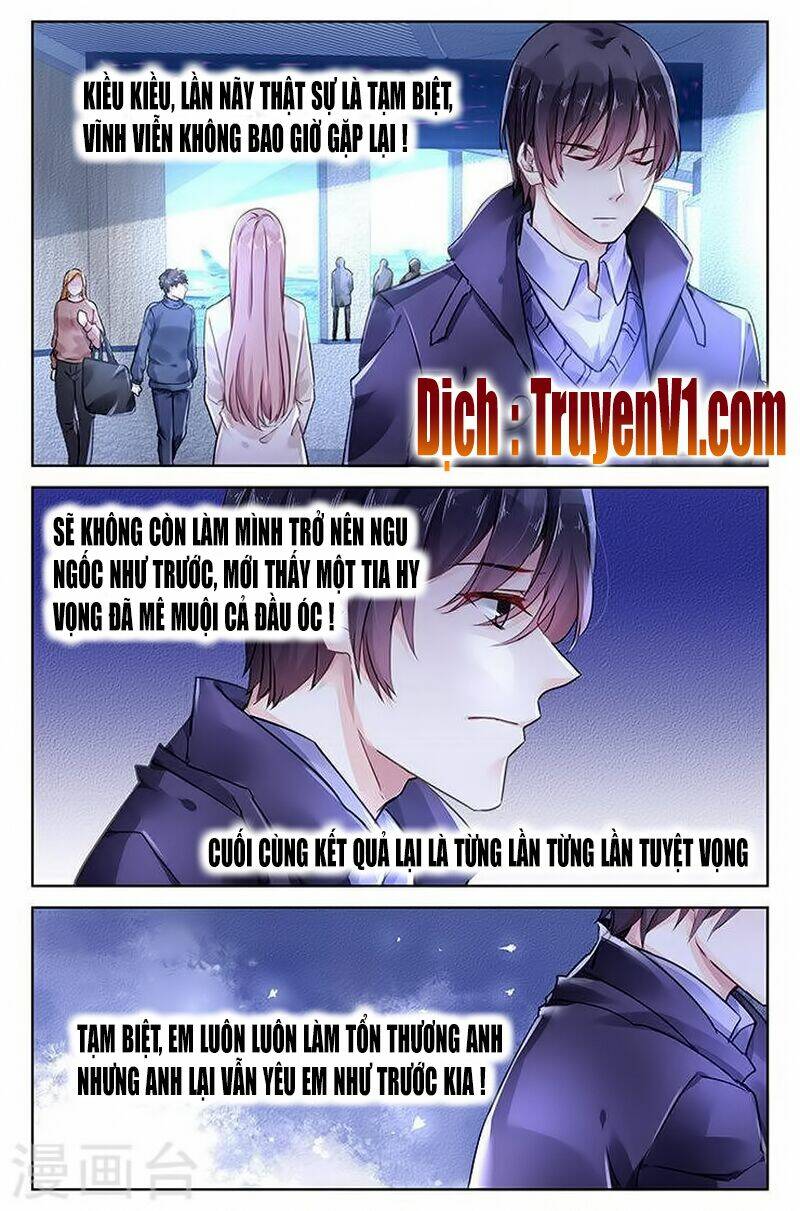 KIỀU KIỀU, LẦN NÃY THẬT SỰ LÀ TẠM BIỆT,
VĨNH VIỄN KHÔNG BAO GIỜ GẶP LẠI !
Dịch : TruyenV1.com
SẼ KHÔNG CÒN LÀM MÌNH TRỞ NÊN NGU
NGỐC NHƯ TRƯỚC, MỚI THẤY MỘT TIA HY
VỌNG ĐÃ MÊ MUỘI CẢ ĐẦU ÓC !
CUỐI CÙNG KẾT QUẢ LẠI LÀ TỪNG LẦN TỪNG LẦN TUYỆT VỌNG
TẠM BIỆT, EM LUÔN LUÔN LÀM TỔN THƯƠNG ANH
NHƯNG ANH LẠI VẪN YÊU EM NHƯ TRƯỚC KIA !
漫画台